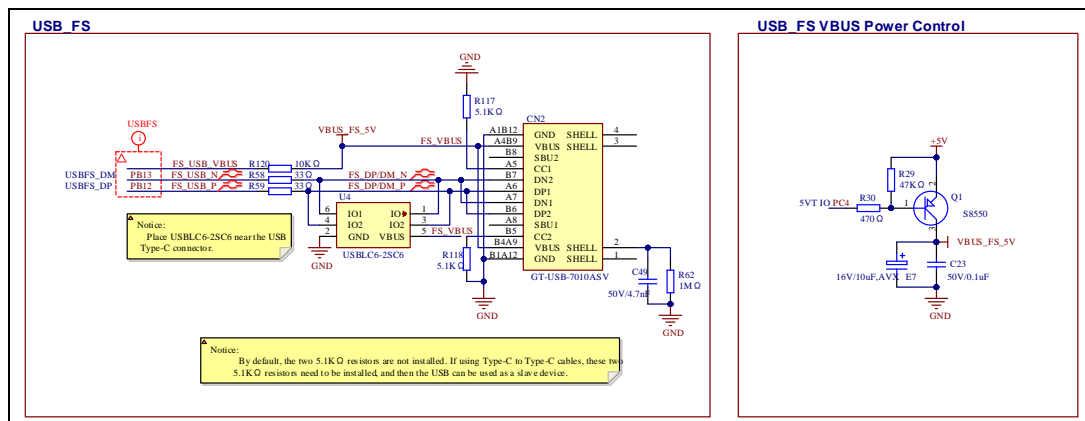 USB_FS
USB_FS VBUS Power Control
GND
R117
5.1KΩ
CN2
USBFS
i
VBUS_FS_5V
FS_VBUS
A1B12 GND SHELL 4
A4B9 VBUS SHELL 3
B8 SBU2
A5 CC1
B7 DN2
A6 DP1
A7 DN1
B6 DP2
A8 SBU1
B5 CC2
B4A9 VBUS SHELL 2
B1A12 GND SHELL 1
GT-USB-7010ASV
FS_USB_VBUS R120 10KΩ
USBFS_DM PB13 FS_USB_N R58 33Ω FS_DP/DM_N
USBFS_DP PB12 FS_USB_P R59 33Ω FS_DP/DM_P
U4
6 IO1 IO1 1
4 IO2 IO2 3
2 GND VBUS 5 FS_VBUS
USBLC6-2SC6
GND
R118
5.1KΩ
GND
C49
50V/4.7nF
R62
1MΩ
GND
Notice:
Place USBLC6-2SC6 near the USB
Type-C connector.
Notice:
By default, the two 5.1KΩ resistors are not installed. If using Type-C to Type-C cables, these two
5.1KΩ resistors need to be installed, and then the USB can be used as a slave device.
+5V
R29
47KΩ
2
Q1
5VT IO PC4 R30 1
470Ω
S8550
3
VBUS_FS_5V
+
16V/10uF,AVX E7
C23
50V/0.1uF
GND